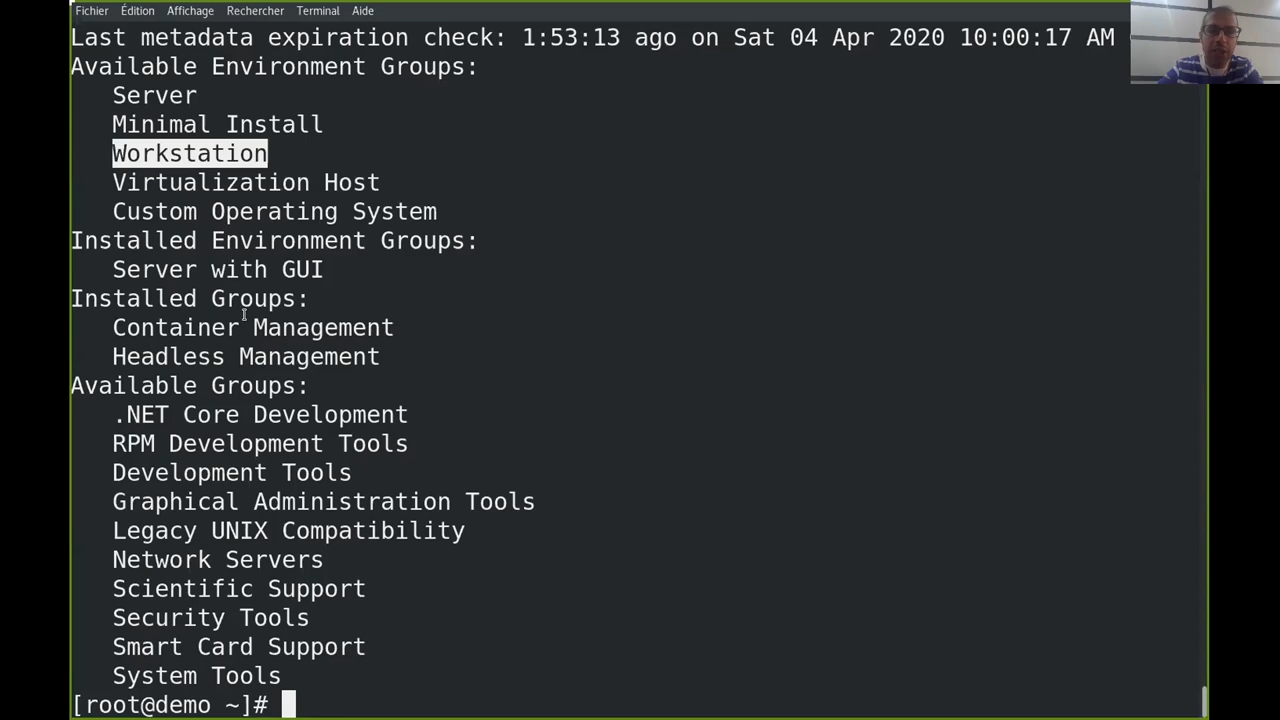 Fichier Édition Affichage Rechercher Terminal Aide
Last metadata expiration check: 1:53:13 ago on Sat 04 Apr 2020 10:00:17 AM
Available Environment Groups:
Server
Minimal Install
Workstation
Virtualization Host
Custom Operating System
Installed Environment Groups:
Server with GUI
Installed Groups:
Container Management
Headless Management
Available Groups:
.NET Core Development
RPM Development Tools
Development Tools
Graphical Administration Tools
Legacy UNIX Compatibility
Network Servers
Scientific Support
Security Tools
Smart Card Support
System Tools
[root@demo ~]#